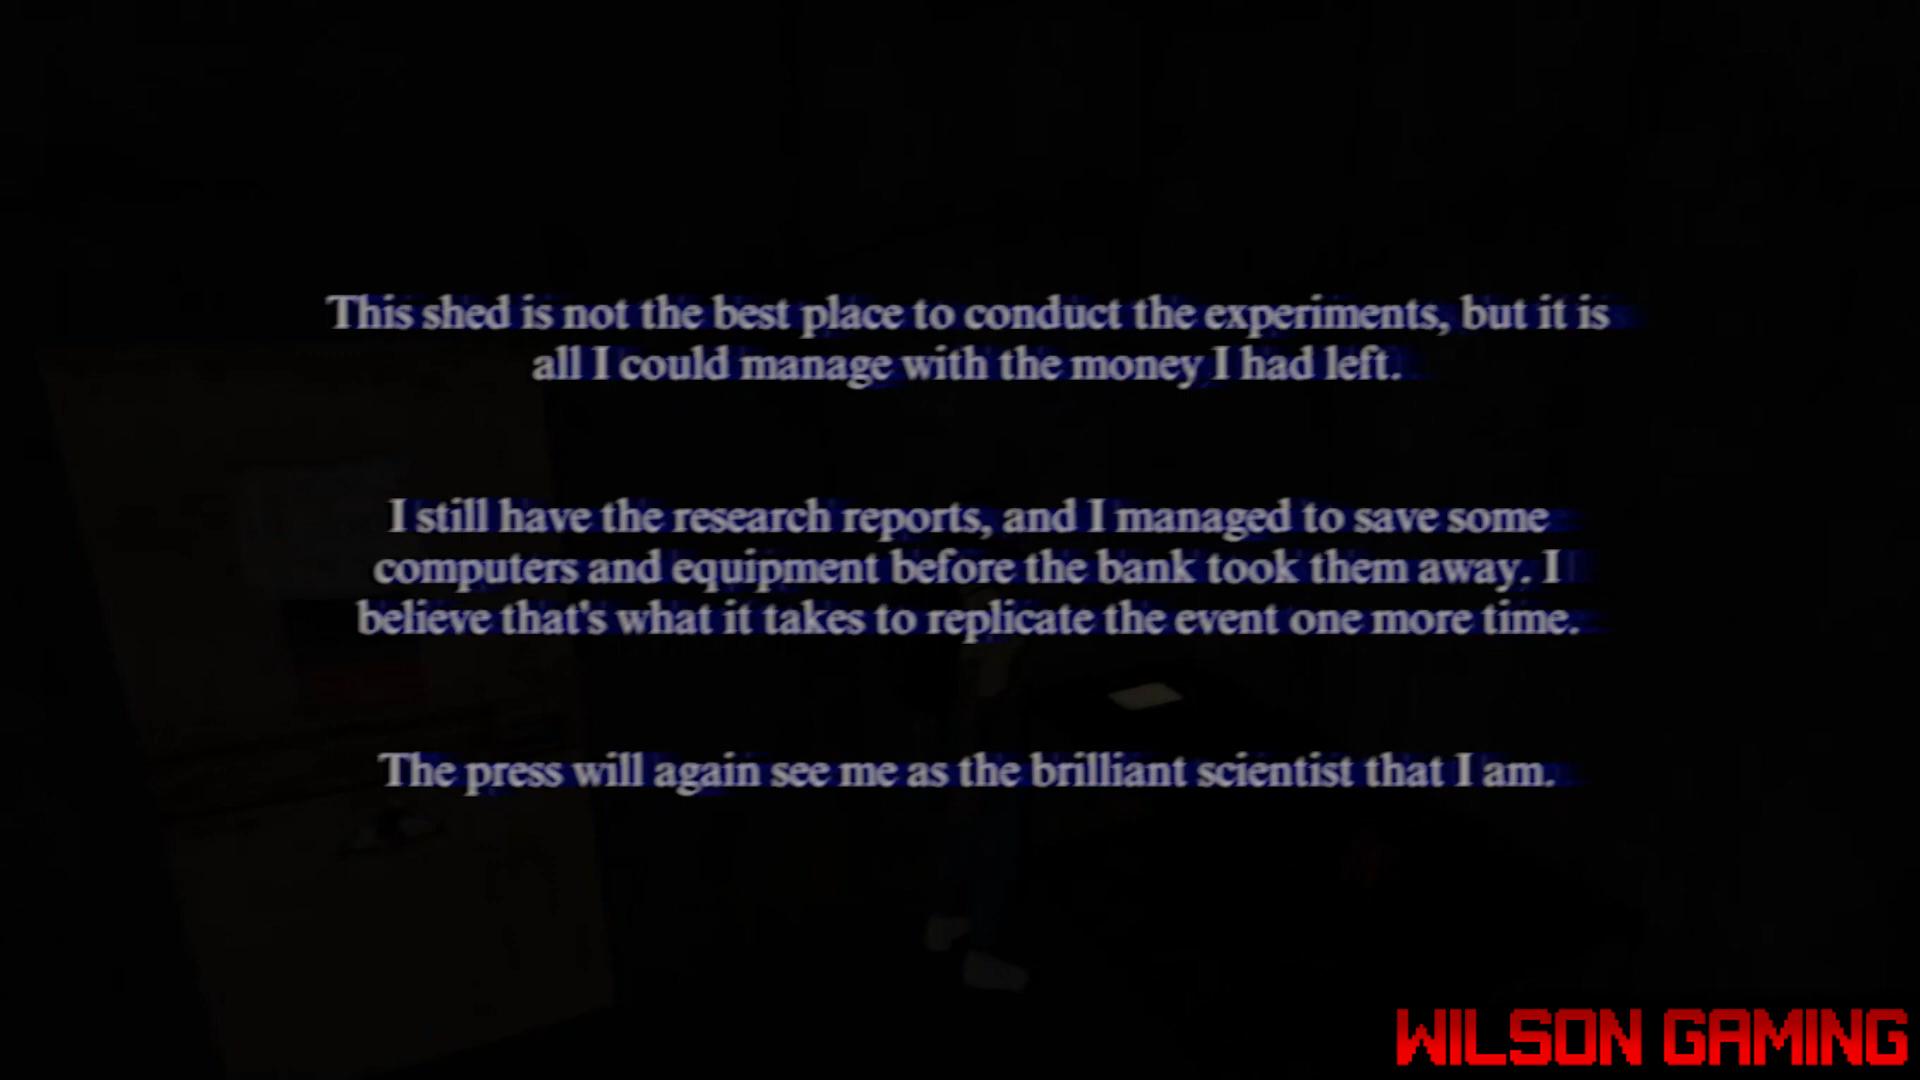 This shed is not the best place to conduct the experiments, but it is
all I could manage with the money I had left.
I still have the research reports, and I managed to save some
computers and equipment before the bank took them away. I
believe that's what it takes to replicate the event one more time.
The press will again see me as the brilliant scientist that I am.
WILSON GAMING